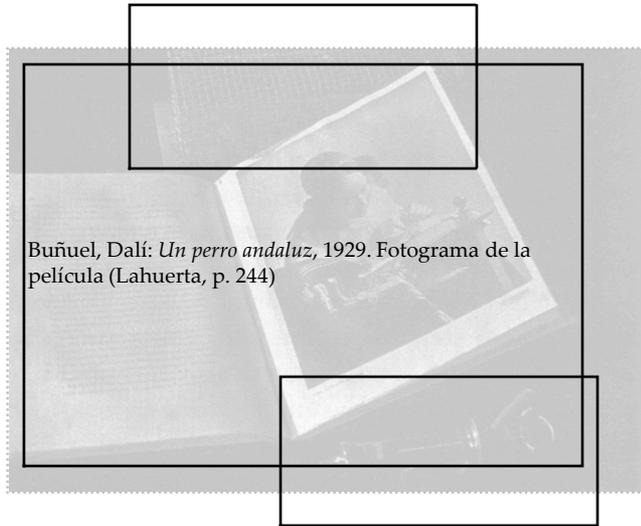 Buñuel, Dalí: Un perro andaluz, 1929. Fotograma de la
película (Lahuerta, p. 244)